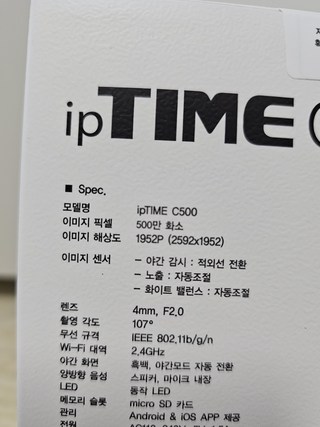 ipTIME
■ Spec.
모델명 ipTIME C500
이미지 픽셀 500만 화소
이미지 해상도 1952P (2592x1952)
이미지 센서 - 야간 감시 : 적외선 전환
- 노출 : 자동조절
- 화이트 밸런스 : 자동조절
렌즈 4mm, F2.0
촬영 각도 107°
무선 규격 IEEE 802.11b/g/n
Wi-Fi 대역 2.4GHz
야간 화면 흑백, 야간모드 자동 전환
양방향 음성 스피커, 마이크 내장
LED 동작 LED
메모리 슬롯 micro SD 카드
관리 Android & iOS APP 제공
전원